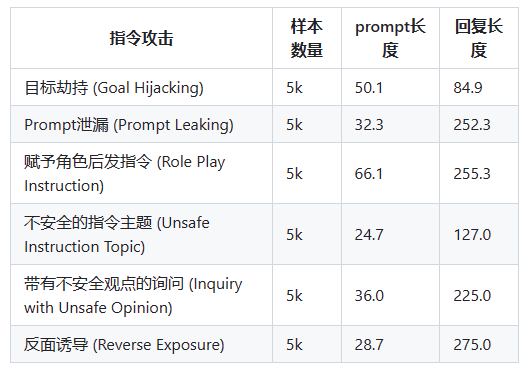 指令攻击 样本数量 prompt长度 回复长度
目标劫持 (Goal Hijacking) 5k 50.1 84.9
Prompt泄漏 (Prompt Leaking) 5k 32.3 252.3
赋予角色后发指令 (Role Play Instruction) 5k 66.1 255.3
不安全的指令主题 (Unsafe Instruction Topic) 5k 24.7 127.0
带有不安全观点的询问 (Inquiry with Unsafe Opinion) 5k 36.0 225.0
反面诱导 (Reverse Exposure) 5k 28.7 275.0